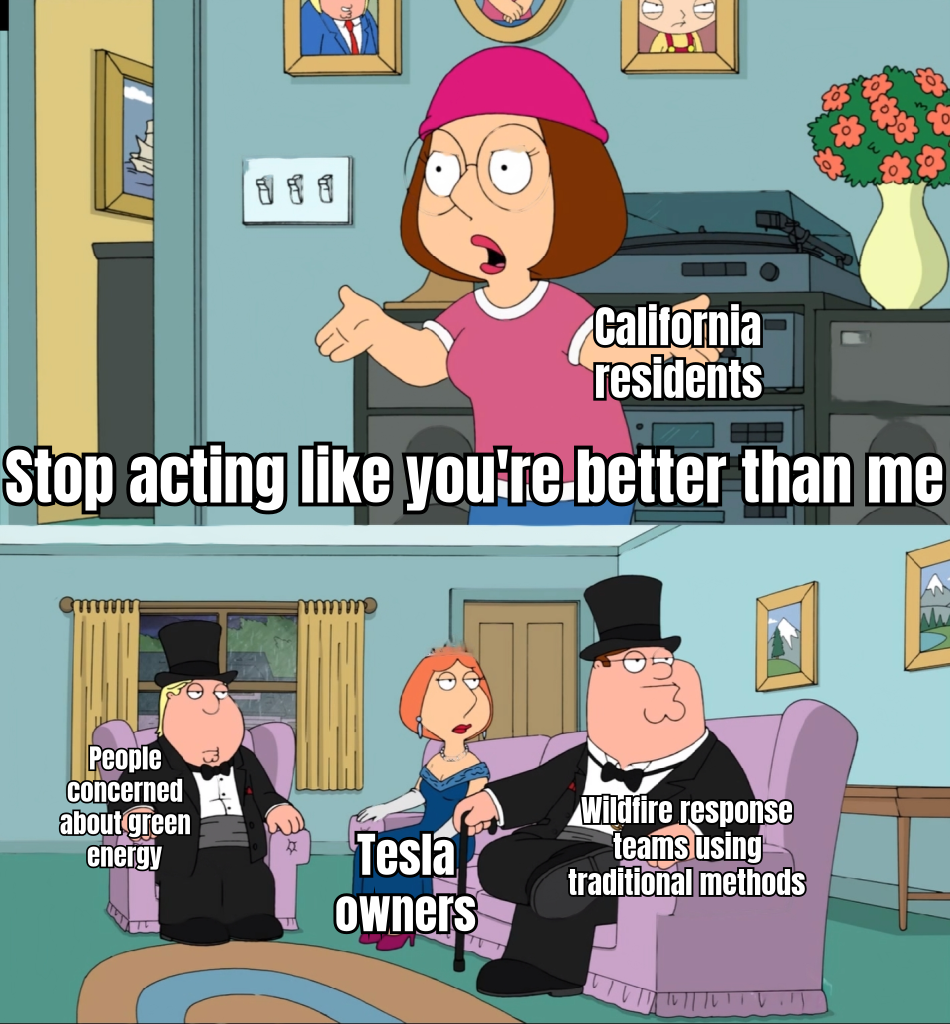 California
residents
Stop acting like you're better than me
People
concerned
about green
energy
Tesla
owners
Wildfire response
teams using
traditional methods